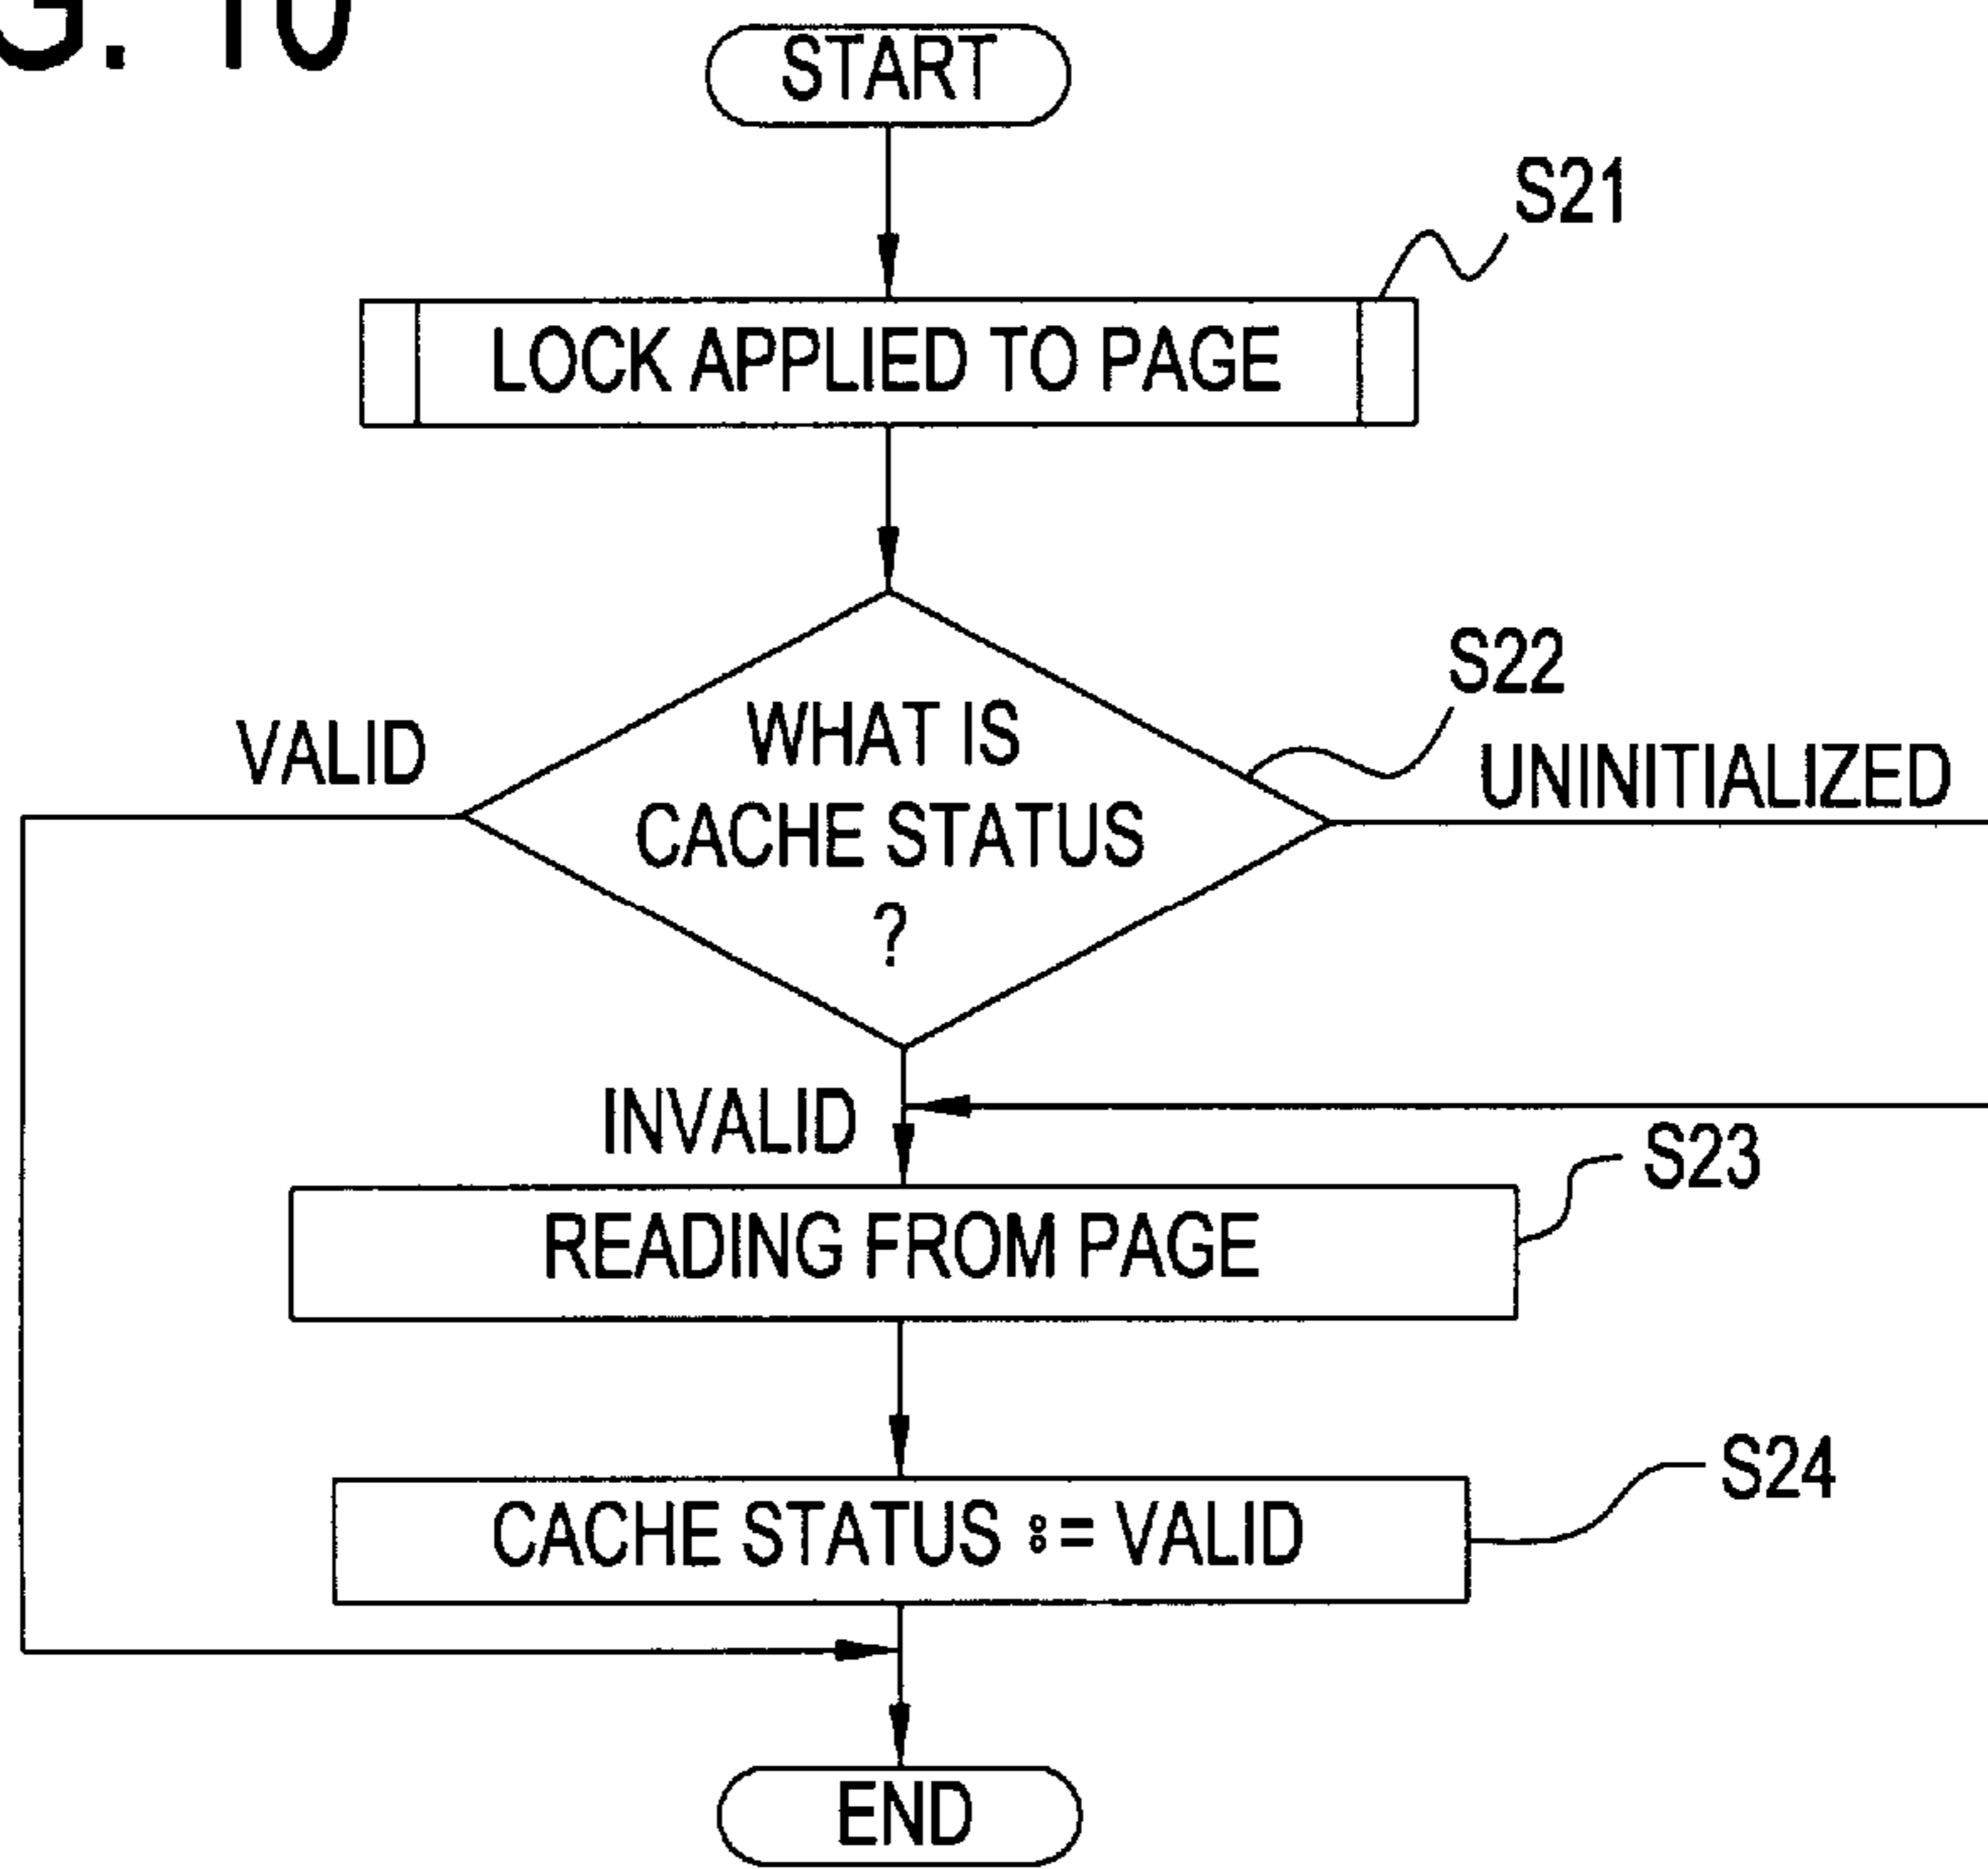 G. 10
START
S21
LOCK APPLIED TO PAGE
S22
VALID
WHAT IS
CACHE STATUS
?
UNINITIALIZED
INVALID
S23
READING FROM PAGE
S24
CACHE STATUS := VALID
END